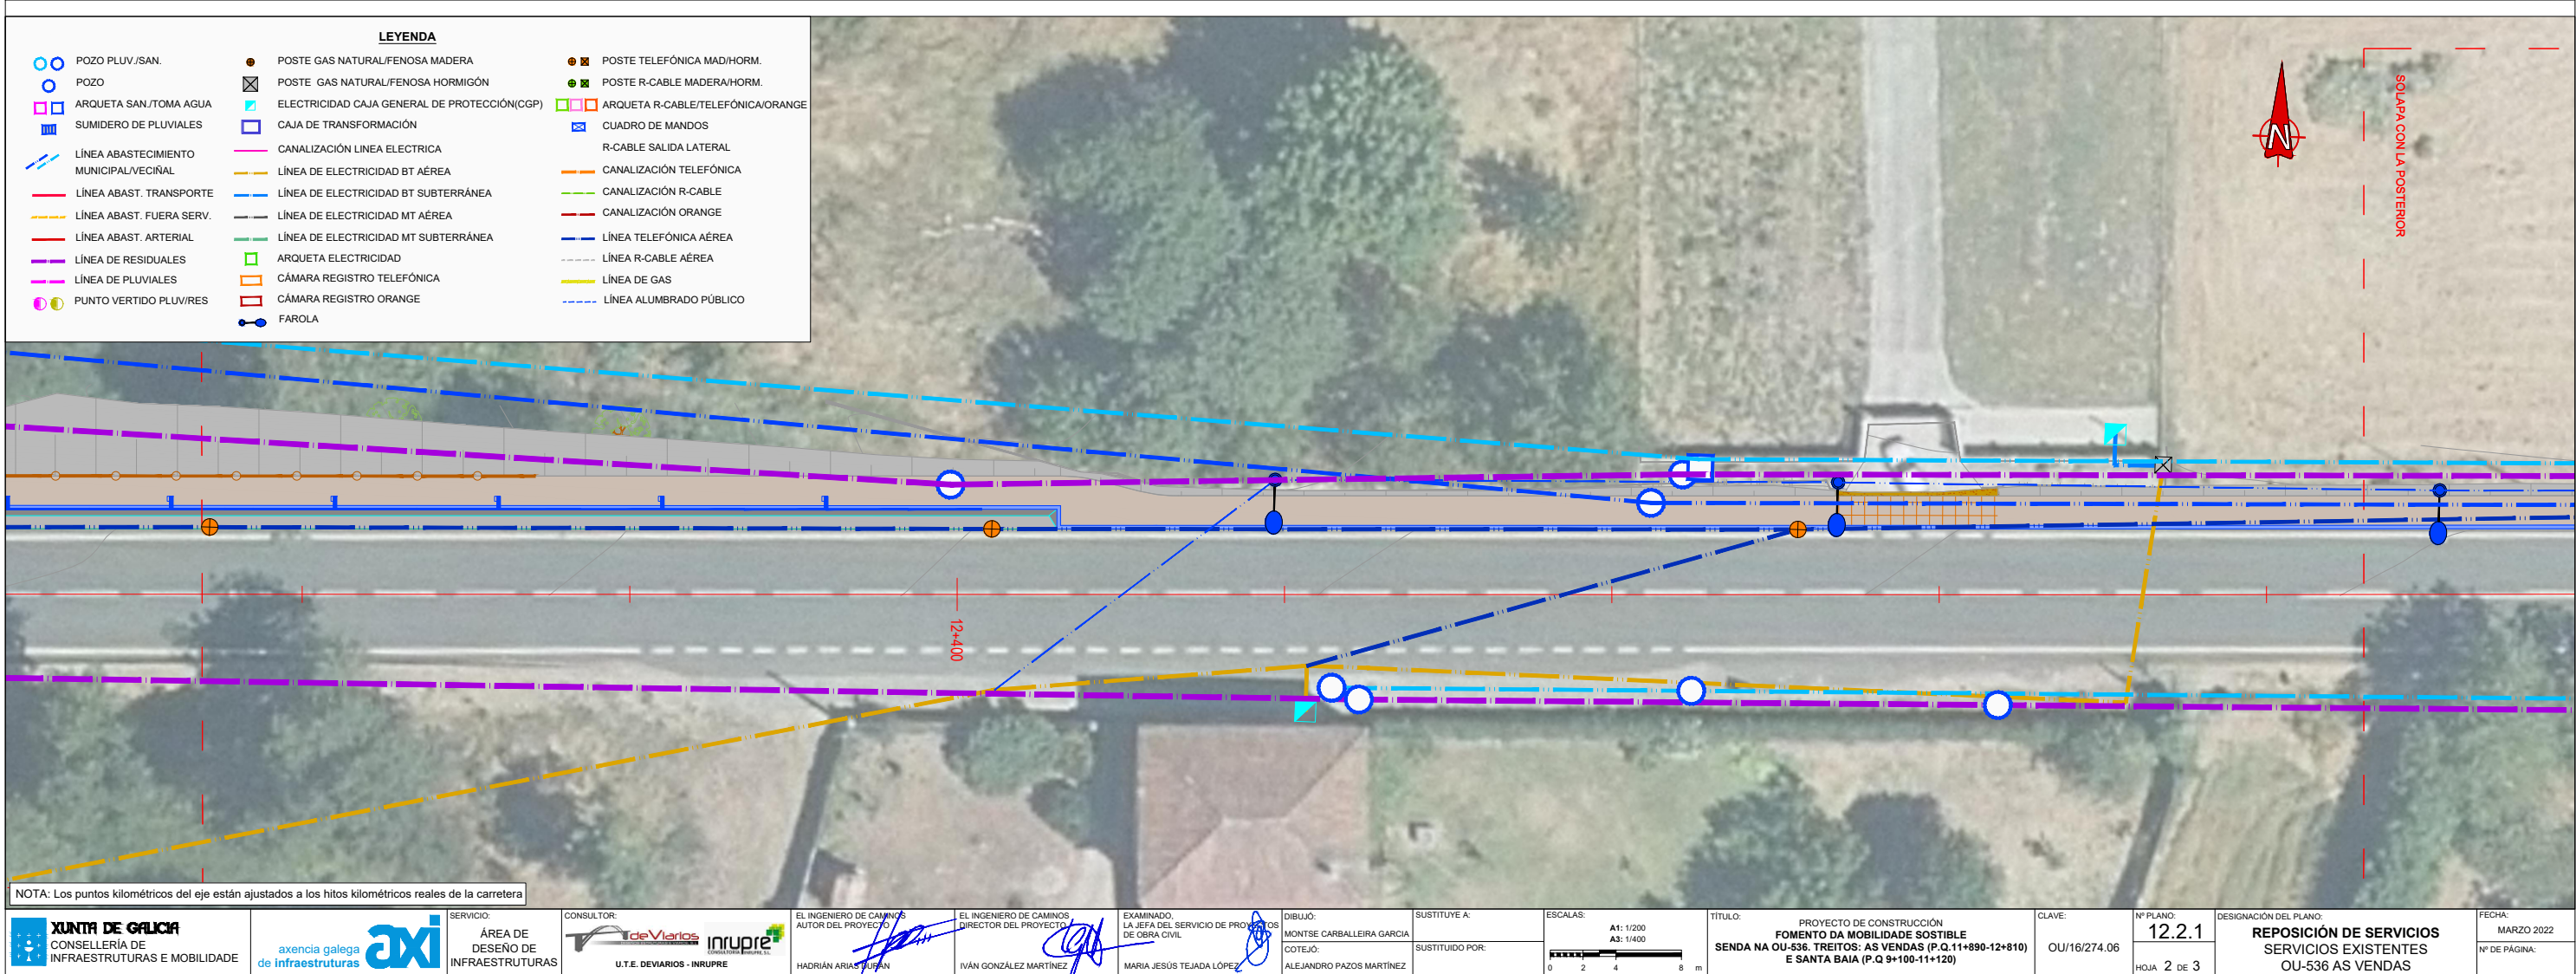 LEYENDA
POZO PLUV./SAN.
POZO
ARQUETA SAN./TOMA AGUA
SUMIDERO DE PLUVIALES
LÍNEA ABASTECIMIENTO
MUNICIPAL/VECIÑAL
LÍNEA ABAST. TRANSPORTE
LÍNEA ABAST. FUERA SERV.
LÍNEA ABAST. ARTERIAL
LÍNEA DE RESIDUALES
LÍNEA DE PLUVIALES
PUNTO VERTIDO PLUV/RES
POSTE GAS NATURAL/FENOSA MADERA
POSTE GAS NATURAL/FENOSA HORMIGÓN
ELECTRICIDAD CAJA GENERAL DE PROTECCIÓN(CGP)
CAJA DE TRANSFORMACIÓN
CANALIZACIÓN LINEA ELECTRICA
LÍNEA DE ELECTRICIDAD BT AÉREA
LÍNEA DE ELECTRICIDAD BT SUBTERRÁNEA
LÍNEA DE ELECTRICIDAD MT AÉREA
LÍNEA DE ELECTRICIDAD MT SUBTERRÁNEA
ARQUETA ELECTRICIDAD
CÁMARA REGISTRO TELEFÓNICA
CÁMARA REGISTRO ORANGE
FAROLA
POSTE TELEFÓNICA MAD/HORM.
POSTE R-CABLE MADERA/HORM.
ARQUETA R-CABLE/TELEFÓNICA/ORANGE
CUADRO DE MANDOS
R-CABLE SALIDA LATERAL
CANALIZACIÓN TELEFÓNICA
CANALIZACIÓN R-CABLE
CANALIZACIÓN ORANGE
LÍNEA TELEFÓNICA AÉREA
LÍNEA R-CABLE AÉREA
LÍNEA DE GAS
LÍNEA ALUMBRADO PÚBLICO
N
SOLAPA CON LA POSTERIOR
12+400
NOTA: Los puntos kilométricos del eje están ajustados a los hitos kilométricos reales de la carretera
XUNTA DE GALICIA
CONSELLERÍA DE
INFRAESTRUTURAS E MOBILIDADE
axencia galega
de infraestruturas
axi
SERVICIO:
ÁREA DE
DESEÑO DE
INFRAESTRUTURAS
CONSULTOR:
deViarios
inrupre
U.T.E. DEVIARIOS - INRUPRE
EL INGENIERO DE CAMINOS
AUTOR DEL PROYECTO
HADRIÁN ARIAS DURÁN
EL INGENIERO DE CAMINOS
DIRECTOR DEL PROYECTO
IVÁN GONZÁLEZ MARTÍNEZ
EXAMINADO,
LA JEFA DEL SERVICIO DE PROYECTOS
DE OBRA CIVIL
MARIA JESÚS TEJADA LÓPEZ
DIBUJÓ:
MONTSE CARBALLEIRA GARCIA
COTEJÓ:
ALEJANDRO PAZOS MARTÍNEZ
SUSTITUYE A:
SUSTITUIDO POR:
ESCALAS:
A1: 1/200
A3: 1/400
0 2 4 8 m
TÍTULO:
PROYECTO DE CONSTRUCCIÓN
FOMENTO DA MOBILIDADE SOSTIBLE
SENDA NA OU-536. TREITOS: AS VENDAS (P.Q.11+890-12+810)
E SANTA BAIA (P.Q 9+100-11+120)
CLAVE:
OU/16/274.06
Nº PLANO:
12.2.1
HOJA 2 DE 3
DESIGNACIÓN DEL PLANO:
REPOSICIÓN DE SERVICIOS
SERVICIOS EXISTENTES
OU-536 AS VENDAS
FECHA:
MARZO 2022
Nº DE PÁGINA: